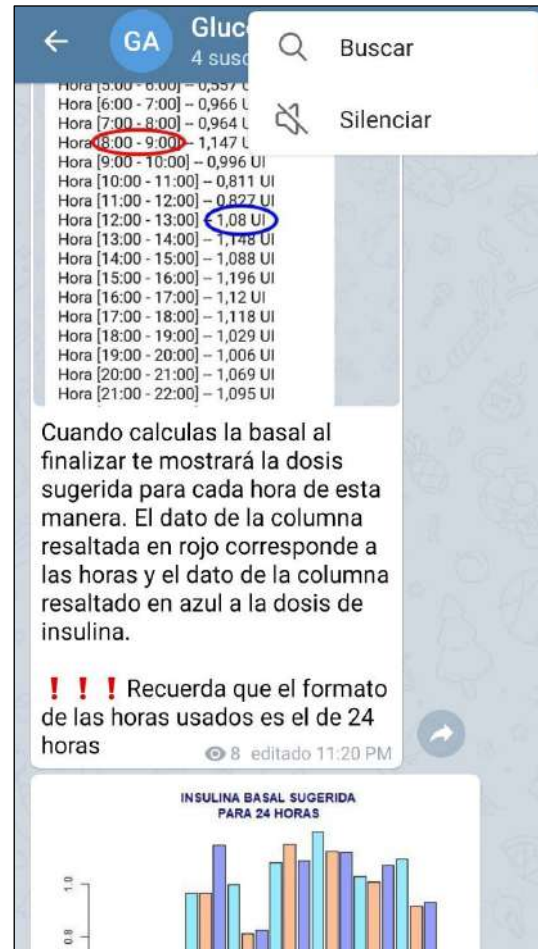 GA
4
Buscar
Silenciar
Hora [5:00 - 6:00] -- 0,557
Hora [6:00 - 7:00] -- 0,966
Hora [7:00 - 8:00] -- 0,964
Hora [8:00 - 9:00] -- 1,147
Hora [9:00 - 10:00] -- 0,996 UI
Hora [10:00 - 11:00] -- 0,811 UI
Hora [11:00 - 12:00] -- 0,827 UI
Hora [12:00 - 13:00] -- 1,08 UI
Hora [13:00 - 14:00] -- 1,148 UI
Hora [14:00 - 15:00] -- 1,088 UI
Hora [15:00 - 16:00] -- 1,196 UI
Hora [16:00 - 17:00] -- 1,12 UI
Hora [17:00 - 18:00] -- 1,118 UI
Hora [18:00 - 19:00] -- 1,029 UI
Hora [19:00 - 20:00] -- 1,006 UI
Hora [20:00 - 21:00] -- 1,069 UI
Hora [21:00 - 22:00] -- 1,095 UI
Cuando calculas la basal al
finalizar te mostrará la dosis
sugerida para cada hora de esta
manera. El dato de la columna
resaltada en rojo corresponde a
las horas y el dato de la columna
resaltado en azul a la dosis de
insulina.
❗❗❗ Recuerda que el formato
de las horas usados es el de 24
horas
8 editado 11:20 PM
INSULINA BASAL SUGERIDA
PARA 24 HORAS
1.0
0.8